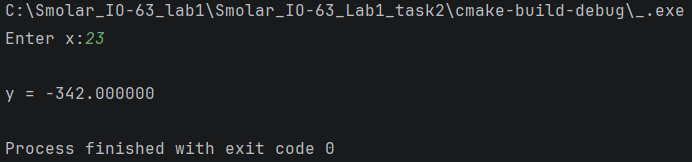 C:\Smolar_IO-63_lab1\Smolar_IO-63_Lab1_task2\cmake-build-debug\_.exe
Enter x:23
y = -342.000000
Process finished with exit code 0